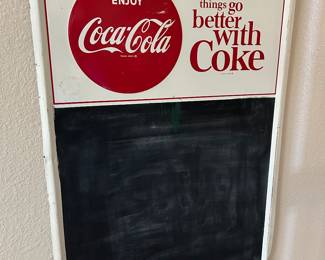 ENJOY
Coca-Cola
things go
better
with
Coke